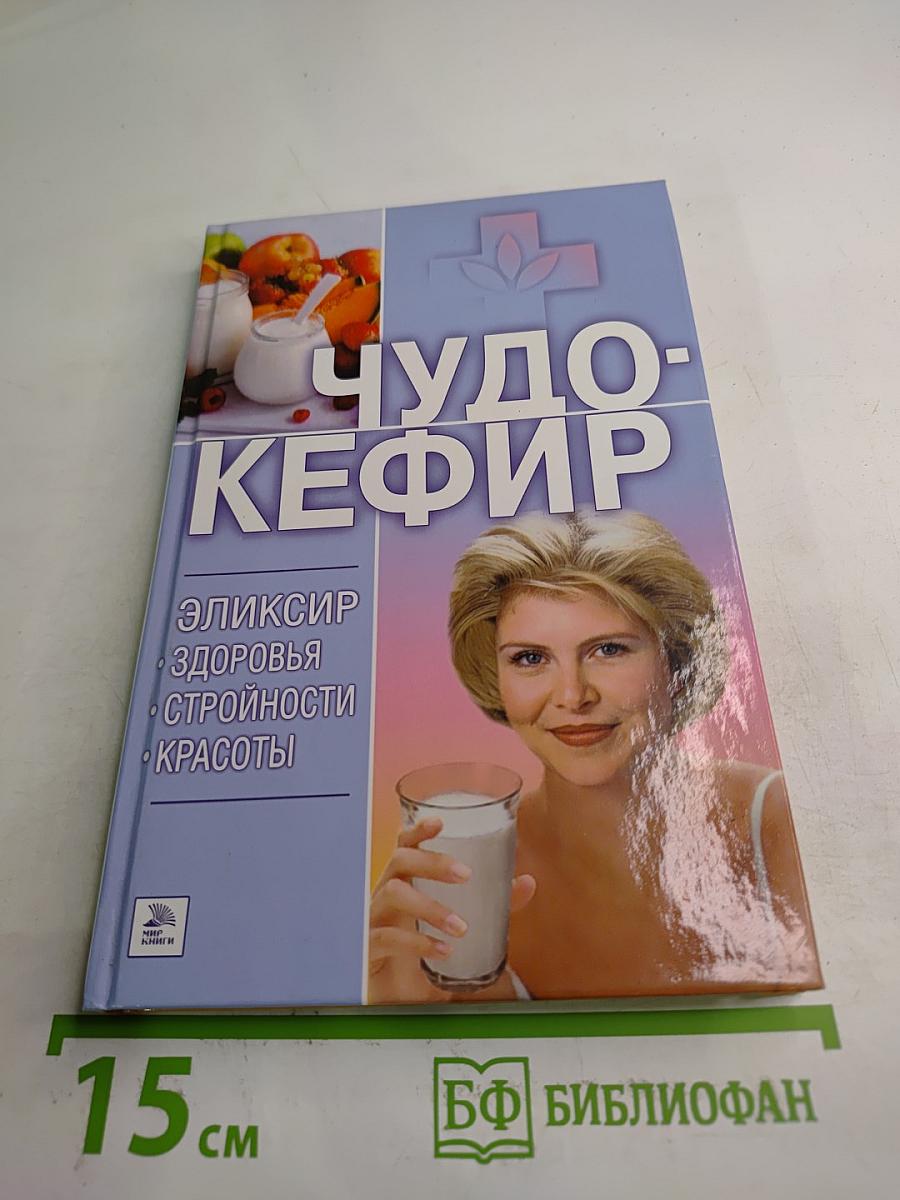 ЧУДО-
КЕФИР
ЭЛИКСИР
• ЗДОРОВЬЯ
• СТРОЙНОСТИ
• КРАСОТЫ
МИР
КНИГИ
15 см
БФ БИБЛИОФАН